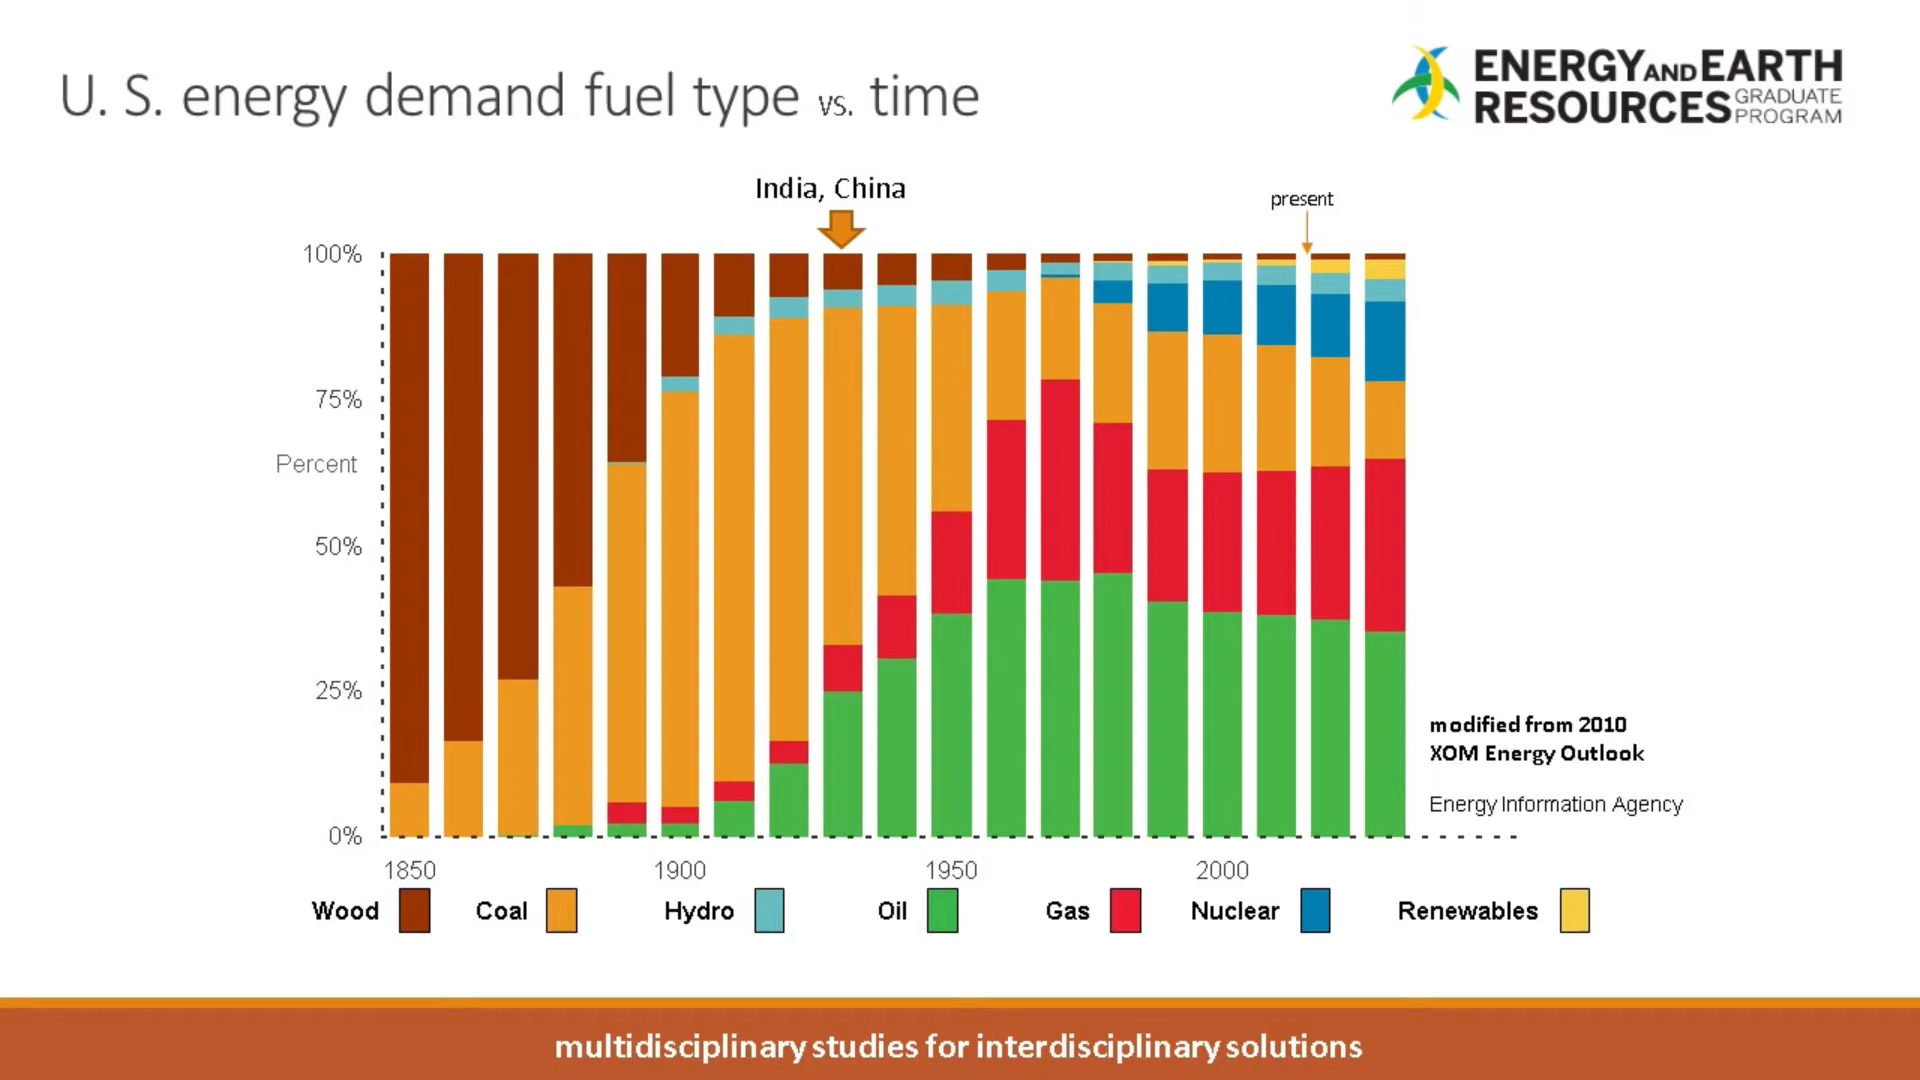 U. S. energy demand fuel type vs. time
ENERGY AND EARTH
RESOURCES GRADUATE PROGRAM
India, China
present
100%
75%
Percent
50%
25%
0%
modified from 2010
XOM Energy Outlook
Energy Information Agency
1850 1900 1950 2000
Wood Coal Hydro Oil Gas Nuclear Renewables
multidisciplinary studies for interdisciplinary solutions